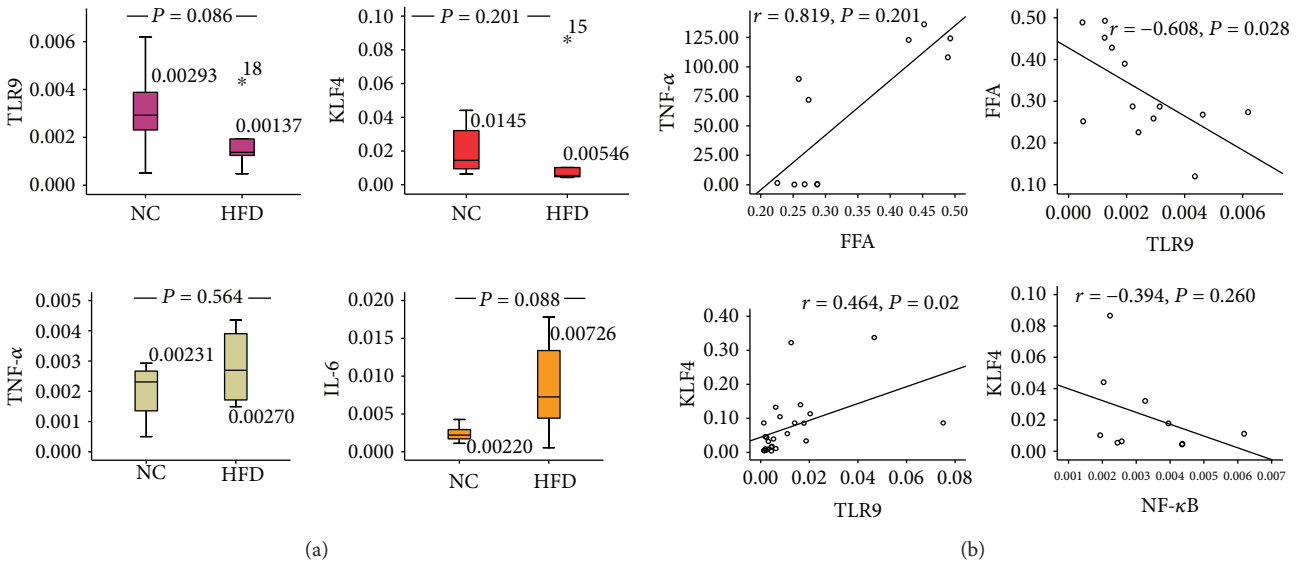 P = 0.086
TLR9
0.006
0.004
0.002
0.000
0.00293
18
*
0.00137
NC HFD
P = 0.201
KLF4
0.10
0.08
0.06
0.04
0.02
0.00
15
*
0.0145
0.00546
NC HFD
P = 0.564
TNF-α
0.005
0.004
0.003
0.002
0.001
0.000
0.00231
0.00270
NC HFD
P = 0.088
IL-6
0.020
0.015
0.010
0.005
0.000
0.00726
0.00220
NC HFD
(a)
r = 0.819, P = 0.201
TNF-α
125.00
100.00
75.00
50.00
25.00
0.00
0.20 0.25 0.30 0.35 0.40 0.45 0.50
FFA
r = −0.608, P = 0.028
FFA
0.50
0.40
0.30
0.20
0.10
0.000 0.002 0.004 0.006
TLR9
r = 0.464, P = 0.02
KLF4
0.40
0.30
0.20
0.10
0.00
0.00 0.02 0.04 0.06 0.08
TLR9
r = −0.394, P = 0.260
KLF4
0.10
0.08
0.06
0.04
0.02
0.00
0.001 0.002 0.003 0.004 0.005 0.006 0.007
NF-κB
(b)